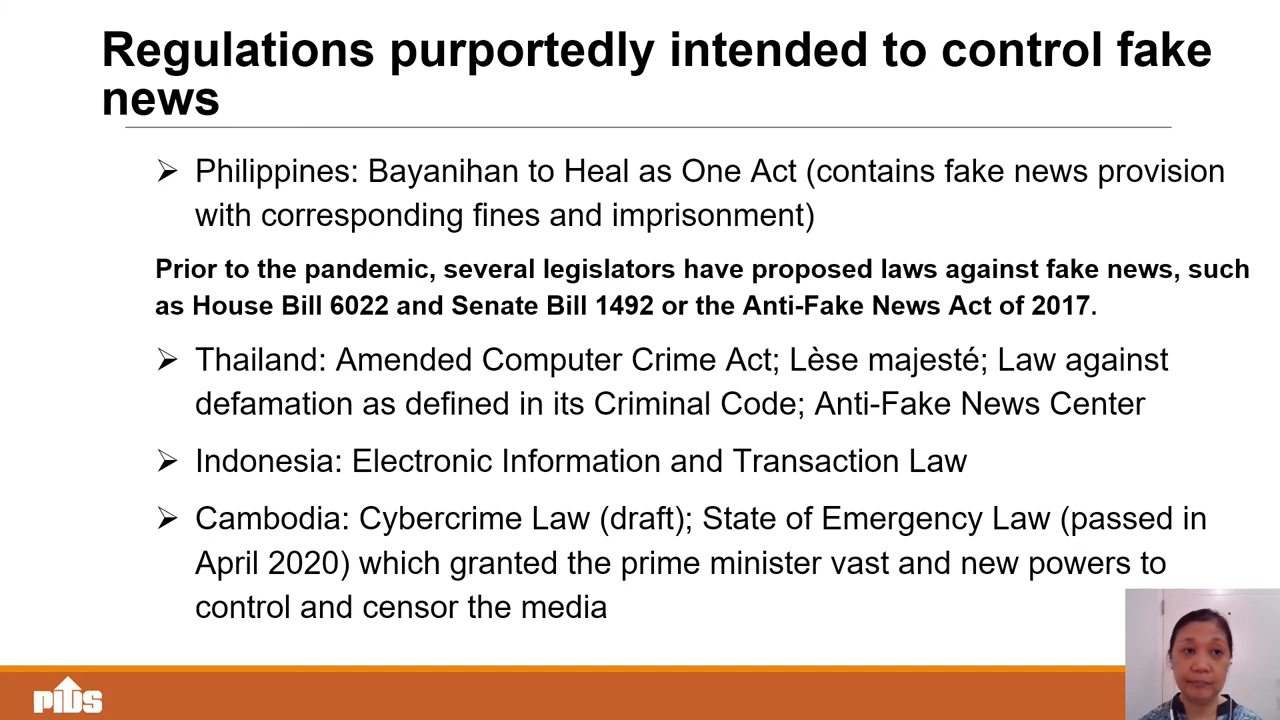 Regulations purportedly intended to control fake
news
Philippines: Bayanihan to Heal as One Act (contains fake news provision
with corresponding fines and imprisonment)
Prior to the pandemic, several legislators have proposed laws against fake news, such
as House Bill 6022 and Senate Bill 1492 or the Anti-Fake News Act of 2017.
Thailand: Amended Computer Crime Act; Lèse majesté; Law against
defamation as defined in its Criminal Code; Anti-Fake News Center
Indonesia: Electronic Information and Transaction Law
Cambodia: Cybercrime Law (draft); State of Emergency Law (passed in
April 2020) which granted the prime minister vast and new powers to
control and censor the media
PIDS